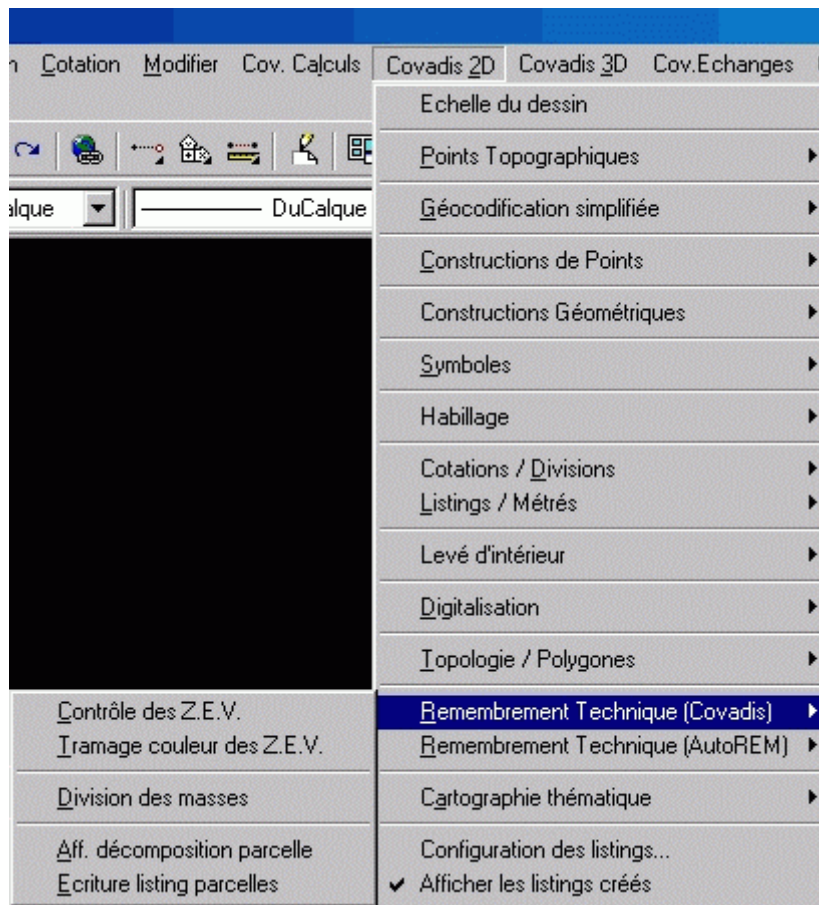 Cotation Modifier Cov. Calculs Covadis 2D Covadis 3D Cov.Echanges
DuCalque
Echelle du dessin
Points Topographiques
Géocodification simplifiée
Constructions de Points
Constructions Géométriques
Symboles
Habillage
Cotations / Divisions
Listings / Métrés
Levé d'intérieur
Digitalisation
Topologie / Polygones
Remembrement Technique (Covadis)
Remembrement Technique (AutoREM)
Cartographie thématique
Configuration des listings...
Afficher les listings créés
Contrôle des Z.E.V.
Tramage couleur des Z.E.V.
Division des masses
Aff. décomposition parcelle
Ecriture listing parcelles